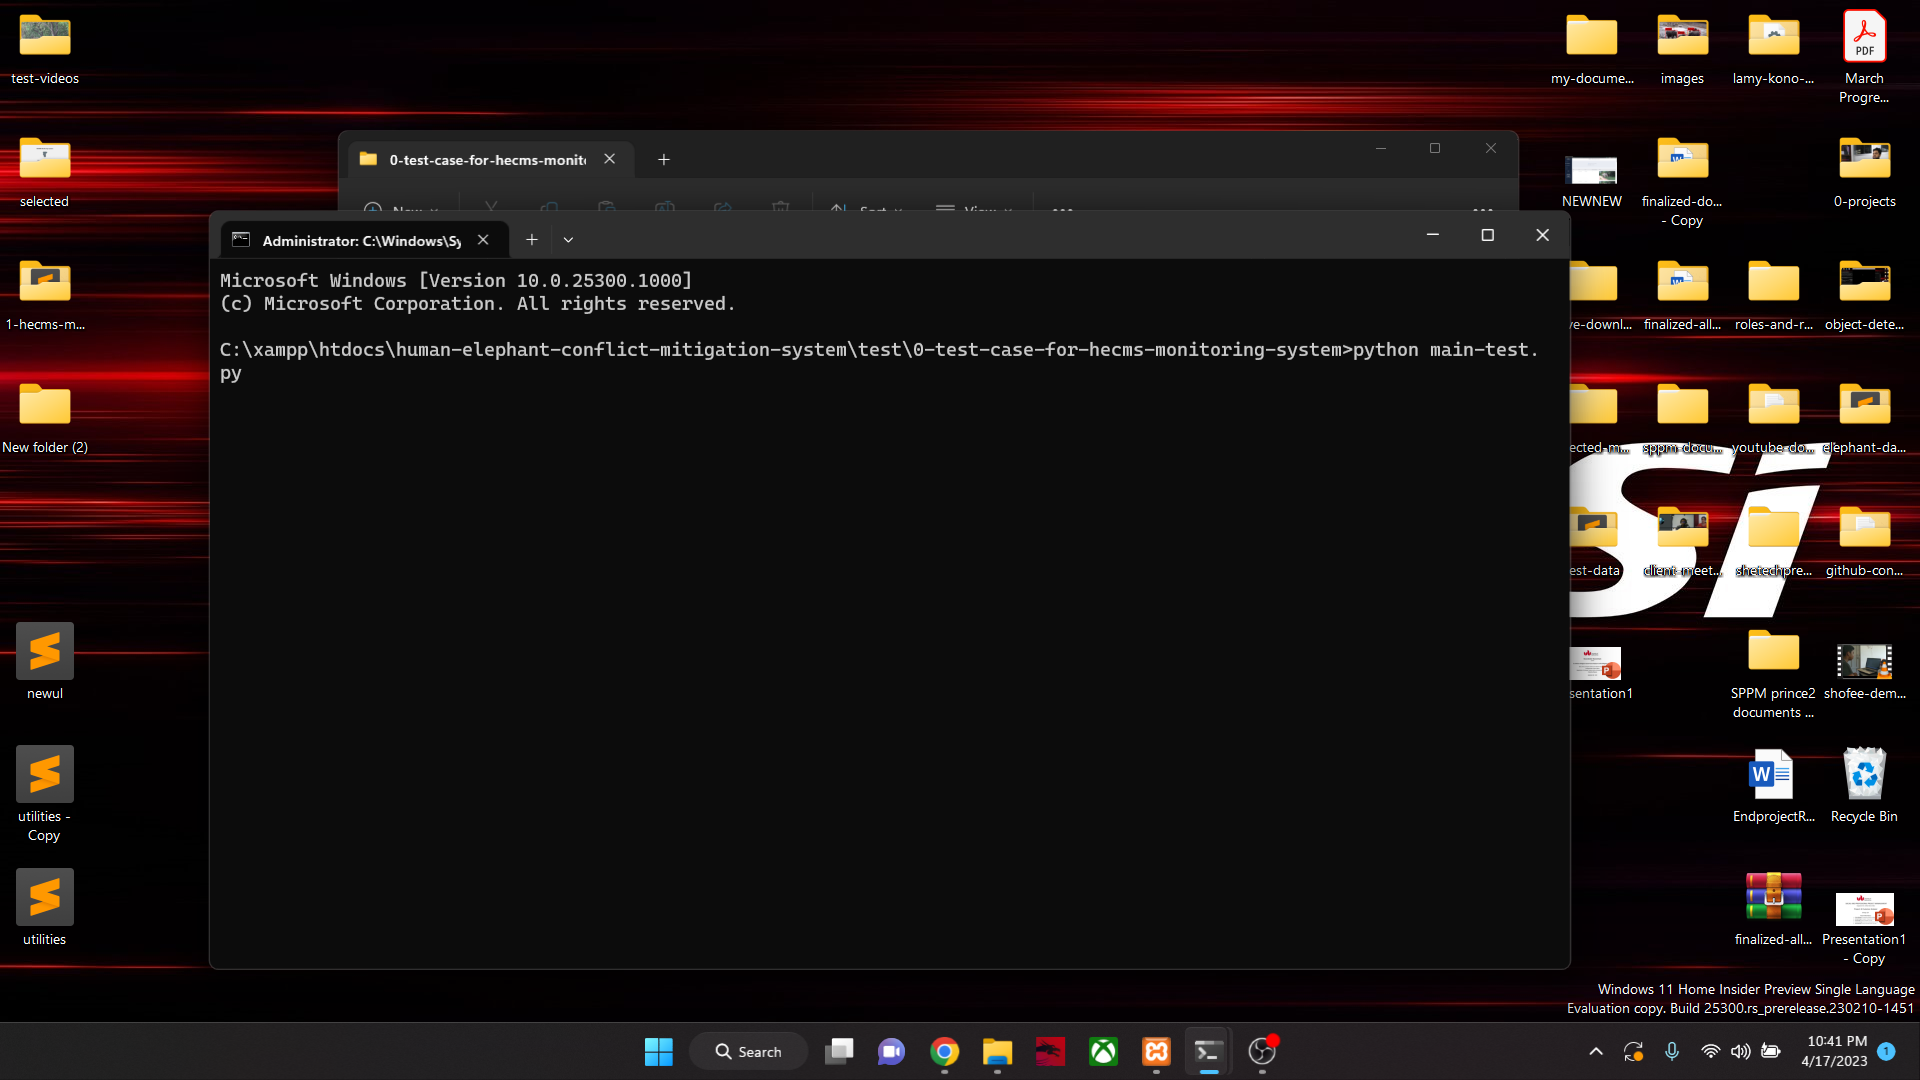 test-videos
selected
1-hecms-m...
New folder (2)
newul
utilities -
Copy
utilities
0-test-case-for-hecms-monit
New
Sort
View
Administrator: C:\Windows\Sy
Microsoft Windows [Version 10.0.25300.1000]
(c) Microsoft Corporation. All rights reserved.
C:\xampp\htdocs\human-elephant-conflict-mitigation-system\test\0-test-case-for-hecms-monitoring-system>python main-test.
py
my-docume...
images
lamy-kono-...
PDF
March
Progre...
NEWNEW
finalized-do...
- Copy
0-projects
ve-downl...
finalized-all...
roles-and-r...
object-dete...
ected-m...
sppm-docu...
youtube-do...
elephant-da...
est-data
client-meet...
shetechpre...
github-con...
sentation1
SPPM prince2
documents ...
shofee-dem...
EndprojectR...
Recycle Bin
finalized-all...
Presentation1
- Copy
Windows 11 Home Insider Preview Single Language
Evaluation copy. Build 25300.rs_prerelease.230210-1451
Search
10:41 PM
4/17/2023
1